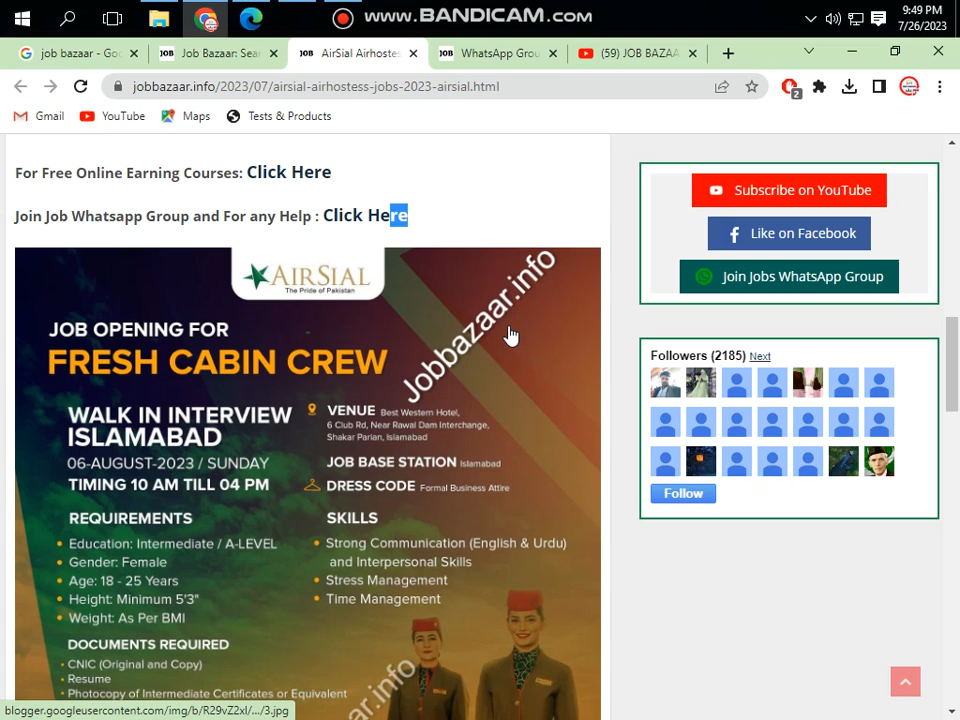 WWW.BANDICAM.COM
9:49 PM
7/26/2023
job bazaar - Goo
Job Bazaar: Sear
AirSial Airhostes
WhatsApp Grou
(59) JOB BAZAA
jobbazaar.info/2023/07/airsial-airhostess-jobs-2023-airsial.html
2
Gmail
YouTube
Maps
Tests & Products
For Free Online Earning Courses: Click Here
Join Job Whatsapp Group and For any Help : Click Here
AIRSIAL
The Pride of Pakistan
Jobbazaar.info
JOB OPENING FOR
FRESH CABIN CREW
WALK IN INTERVIEW
ISLAMABAD
06-AUGUST-2023 / SUNDAY
TIMING 10 AM TILL 04 PM
VENUE Best Western Hotel,
6 Club Rd, Near Rawal Dam Interchange,
Shakar Parian, Islamabad
JOB BASE STATION Islamabad
DRESS CODE Formal Business Attire
REQUIREMENTS
• Education: Intermediate / A-LEVEL
• Gender: Female
• Age: 18 - 25 Years
• Height: Minimum 5'3"
• Weight: As Per BMI
SKILLS
• Strong Communication (English & Urdu)
and Interpersonal Skills
• Stress Management
• Time Management
DOCUMENTS REQUIRED
• CNIC (Original and Copy)
• Resume
• Photocopy of Intermediate Certificates or Equivalent
ar.info
blogger.googleusercontent.com/img/b/R29vZ2xl/.../3.jpg
Subscribe on YouTube
Like on Facebook
Join Jobs WhatsApp Group
Followers (2185) Next
Follow